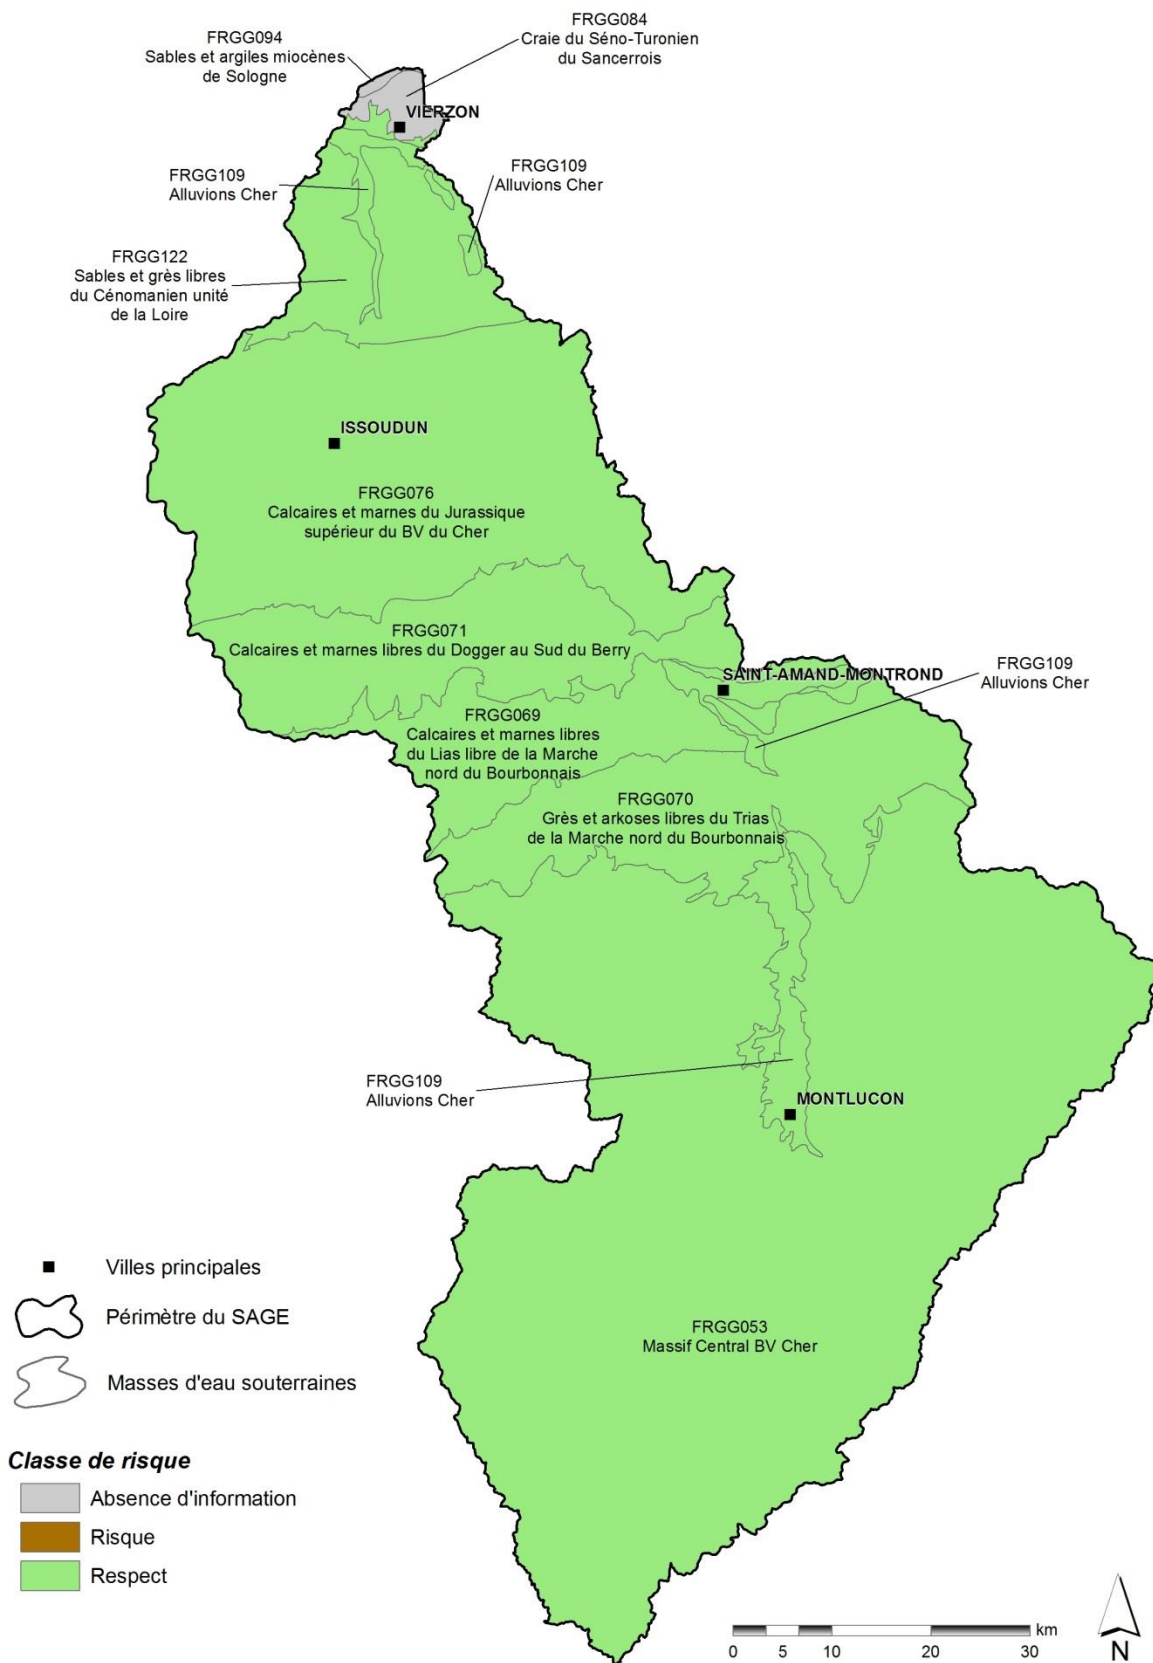 FRGG084
Craie du Séno-Turonien
du Sancerrois
FRGG094
Sables et argiles miocènes
de Sologne
VIERZON
FRGG109
Alluvions Cher
FRGG109
Alluvions Cher
FRGG122
Sables et grès libres
du Cénomanien unité
de la Loire
ISSOUDUN
FRGG076
Calcaires et marnes du Jurassique
supérieur du BV du Cher
FRGG071
Calcaires et marnes libres du Dogger au Sud du Berry
SAINT-AMAND-MONTROND
FRGG109
Alluvions Cher
FRGG069
Calcaires et marnes libres
du Lias libre de la Marche
nord du Bourbonnais
FRGG070
Grès et arkoses libres du Trias
de la Marche nord du Bourbonnais
FRGG109
Alluvions Cher
MONTLUCON
FRGG053
Massif Central BV Cher
Villes principales
Périmètre du SAGE
Masses d'eau souterraines
Classe de risque
Absence d'information
Risque
Respect
km
0 5 10 20 30
N